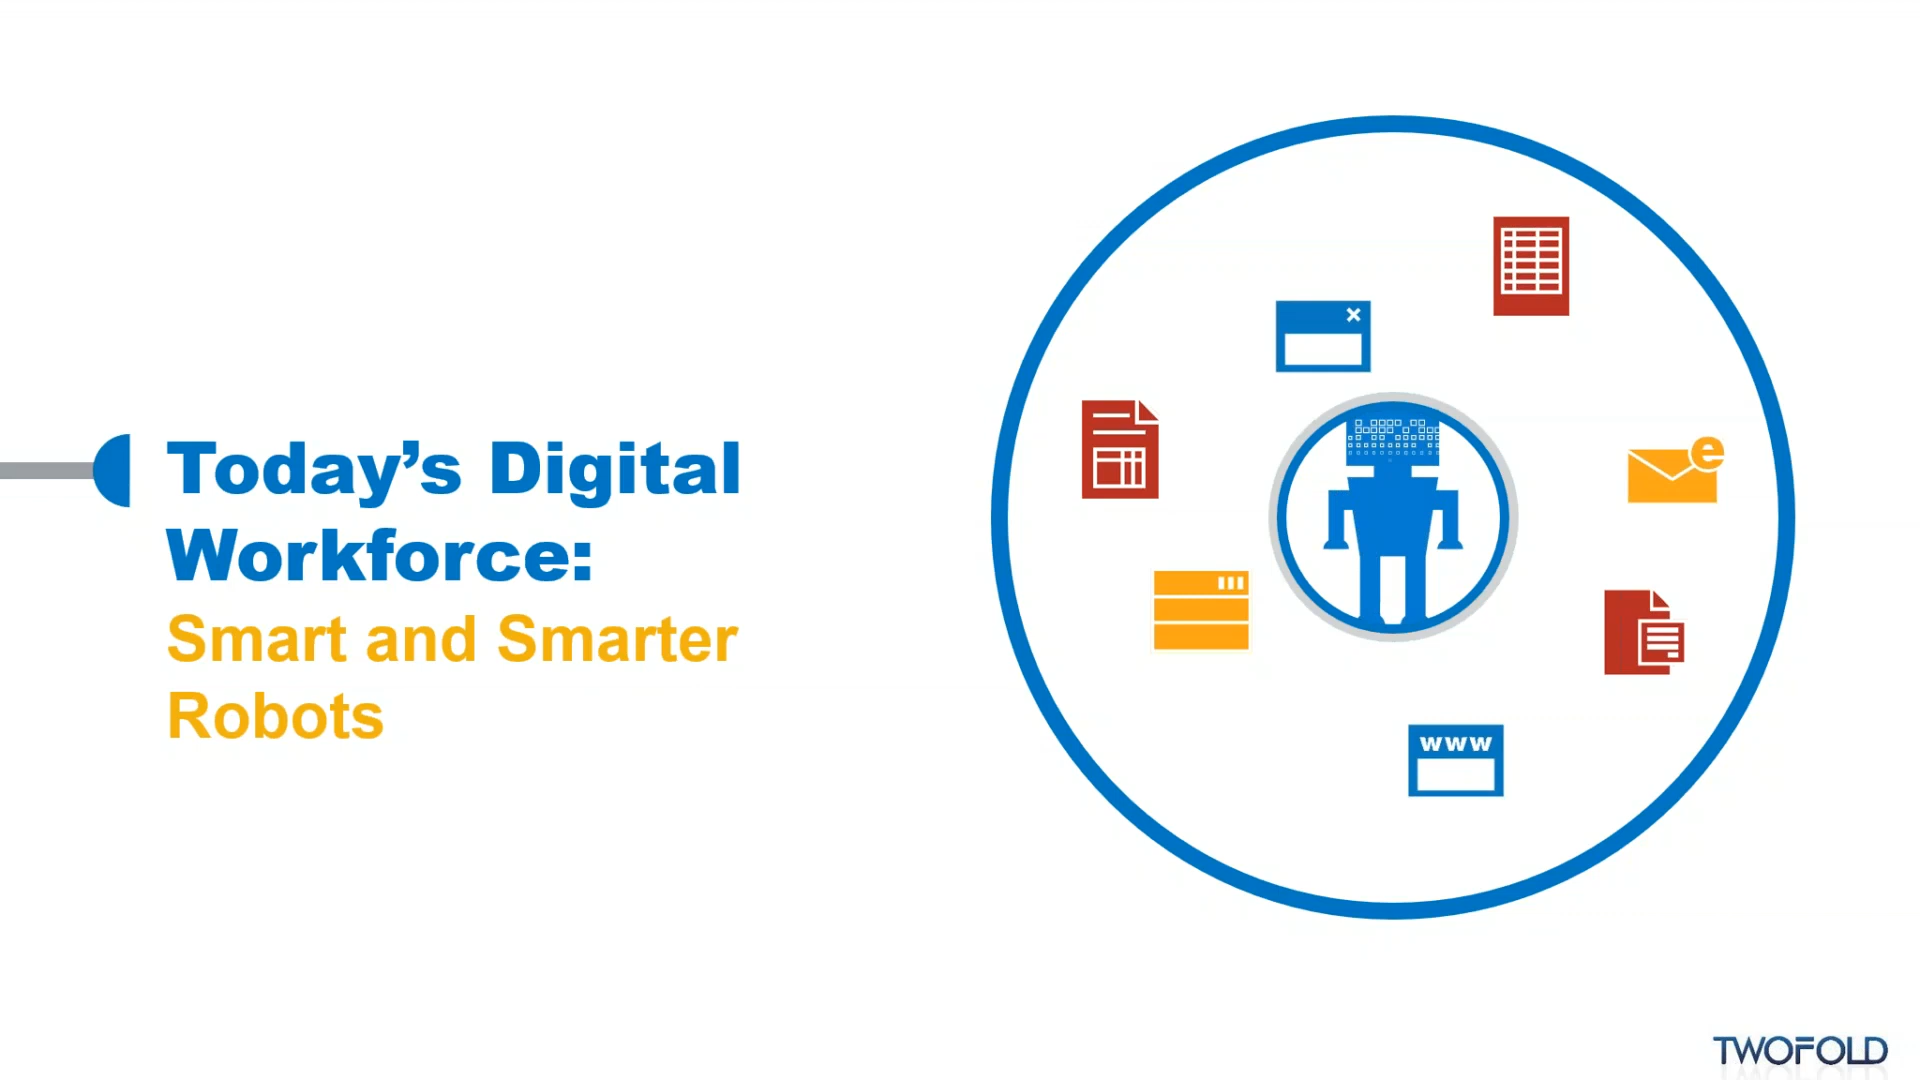 Today’s Digital
Workforce:
Smart and Smarter
Robots
e
www
TWOFOLD